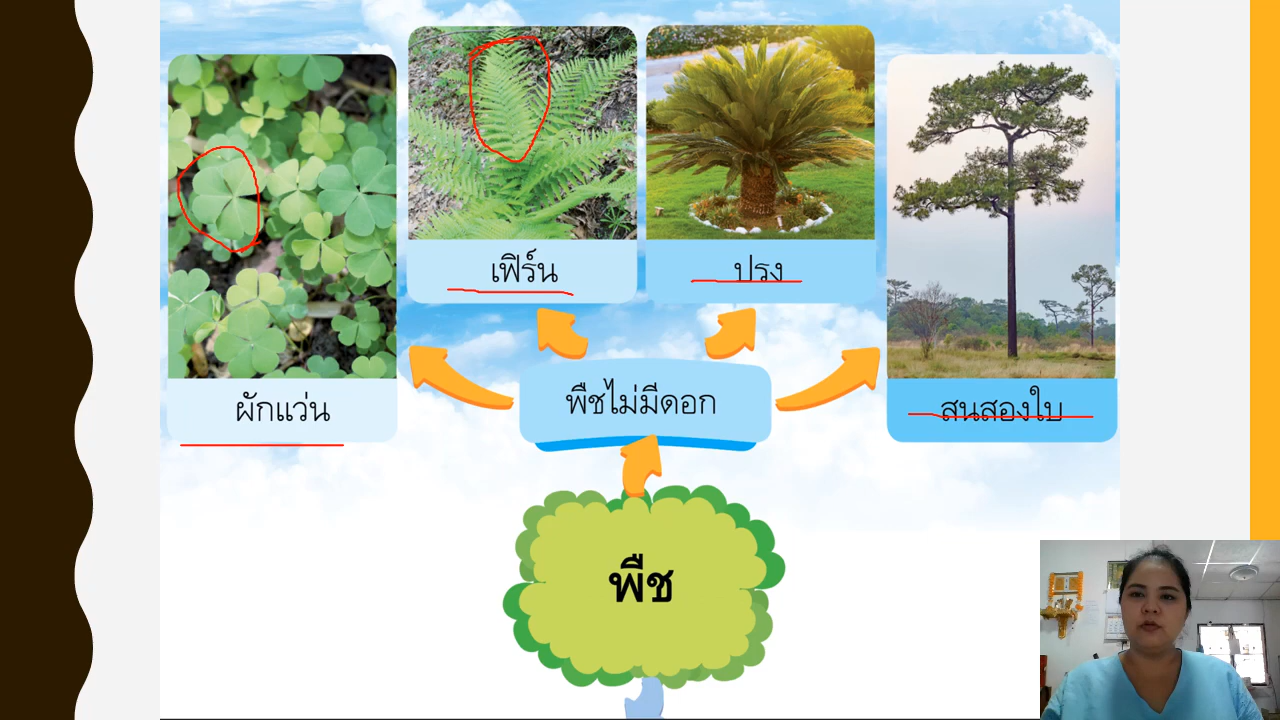 เฟิร์น
ปรง
ผักแว่น
พืชไม่มีดอก
สนสองใบ
พืช